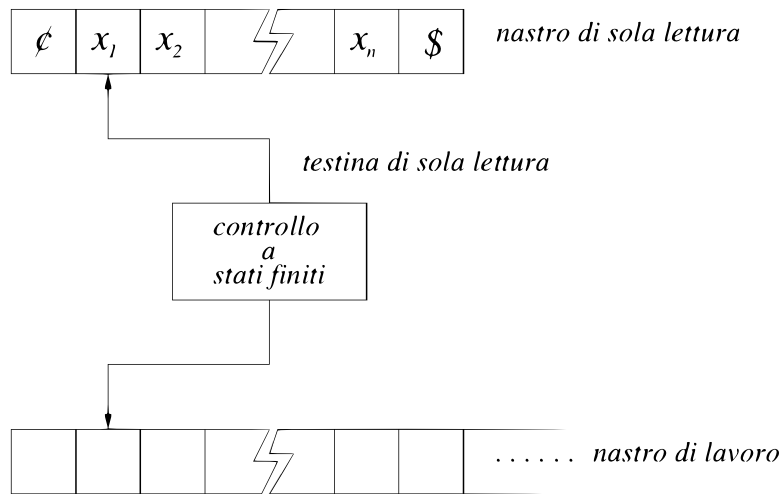 ¢ x₁ x₂ xₙ $ nastro di sola lettura
testina di sola lettura
controllo
a
stati finiti
...... nastro di lavoro